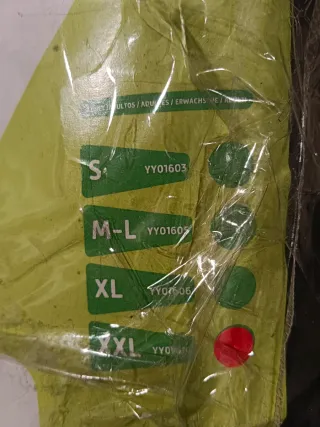 ADULTOS / ADULTES / ERWACHSENE /
S YY01603
M-L YY01605
XL YY01606
XXL